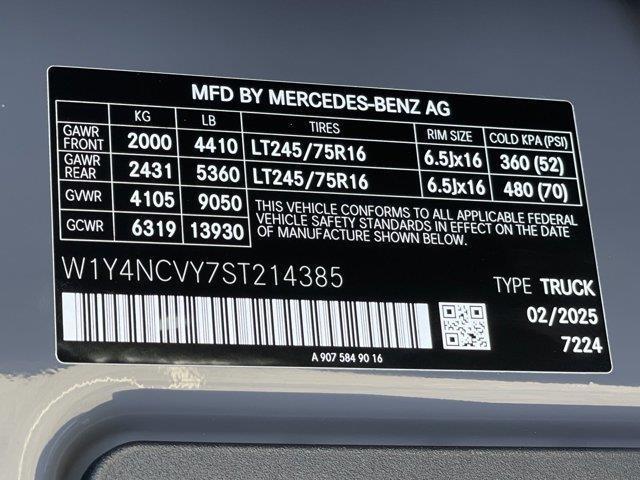 MFD BY MERCEDES-BENZ AG
KG LB TIRES RIM SIZE COLD KPA (PSI)
GAWR FRONT 2000 4410 LT245/75R16 6.5Jx16 360 (52)
GAWR REAR 2431 5360 LT245/75R16 6.5Jx16 480 (70)
GVWR 4105 9050
GCWR 6319 13930
THIS VEHICLE CONFORMS TO ALL APPLICABLE FEDERAL
VEHICLE SAFETY STANDARDS IN EFFECT ON THE DATE
OF MANUFACTURE SHOWN BELOW.
W1Y4NCVY7ST214385
TYPE TRUCK
02/2025
7224
A 907 584 90 16